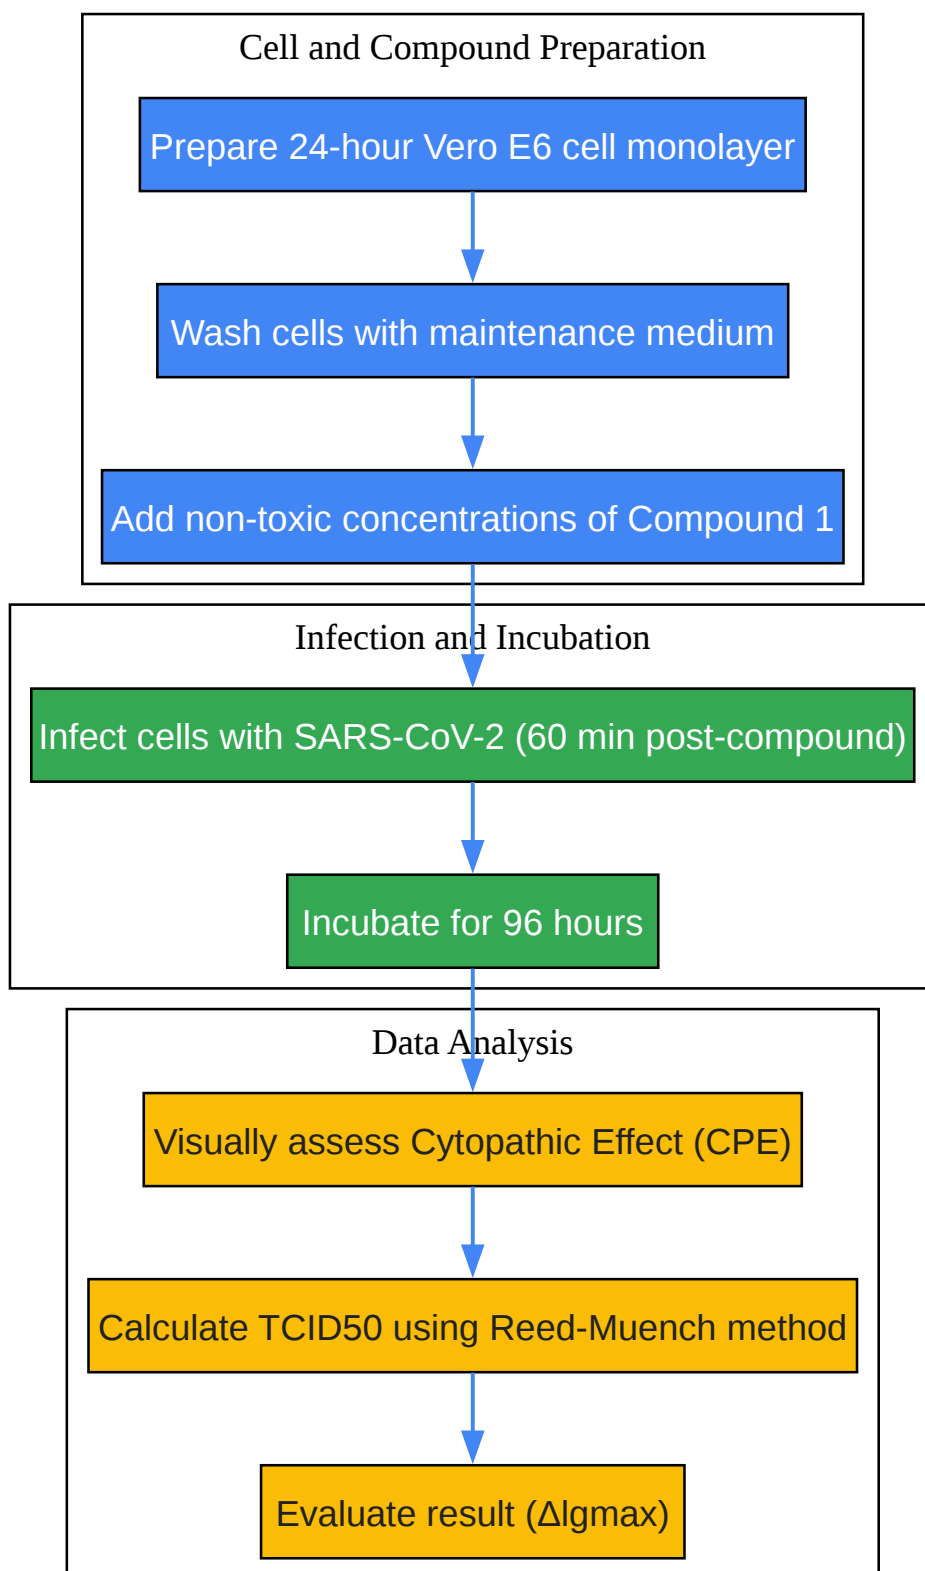 Cell and Compound Preparation
Prepare 24-hour Vero E6 cell monolayer
Wash cells with maintenance medium
Add non-toxic concentrations of Compound 1
Infection and Incubation
Infect cells with SARS-CoV-2 (60 min post-compound)
Incubate for 96 hours
Data Analysis
Visually assess Cytopathic Effect (CPE)
Calculate TCID50 using Reed-Muench method
Evaluate result (Δlgmax)